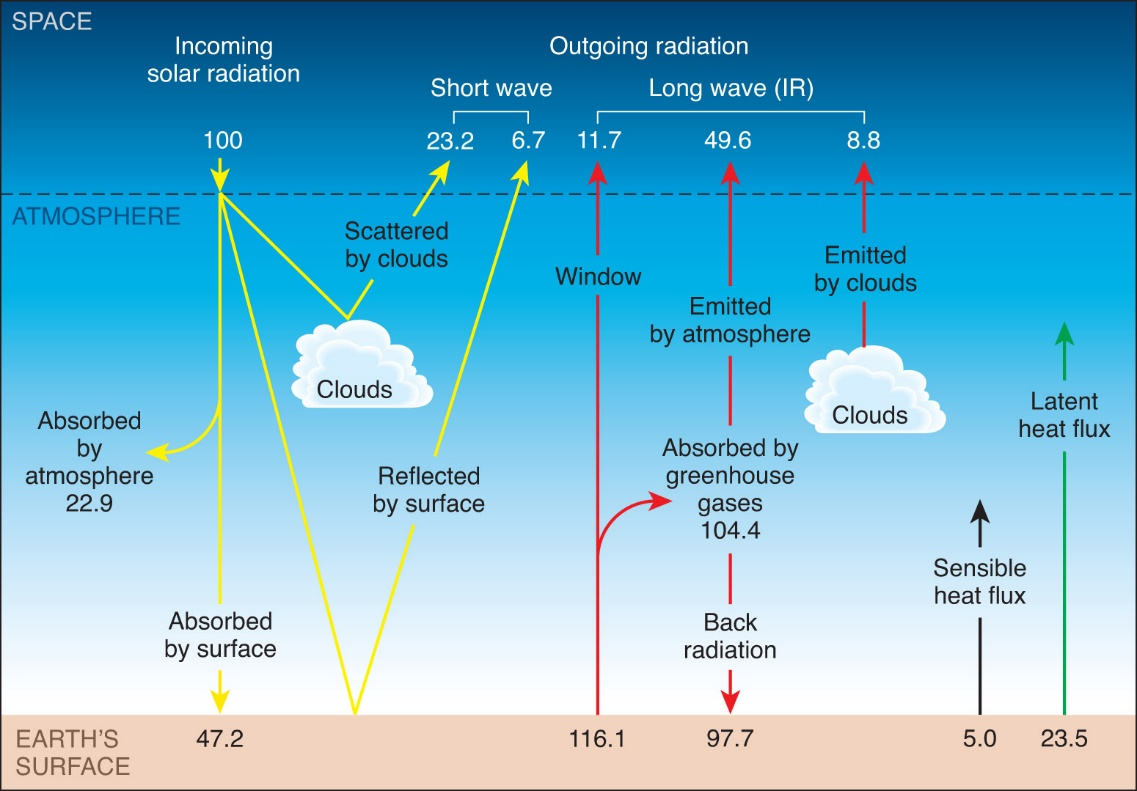 SPACE
Incoming
solar radiation
Outgoing radiation
Short wave
Long wave (IR)
100
23.2
6.7
11.7
49.6
8.8
ATMOSPHERE
Scattered
by clouds
Window
Emitted
by atmosphere
Emitted
by clouds
Clouds
Clouds
Absorbed
by
atmosphere
22.9
Reflected
by surface
Absorbed by
greenhouse
gases
104.4
Latent
heat flux
Sensible
heat flux
Absorbed
by surface
Back
radiation
EARTH'S
SURFACE
47.2
116.1
97.7
5.0
23.5